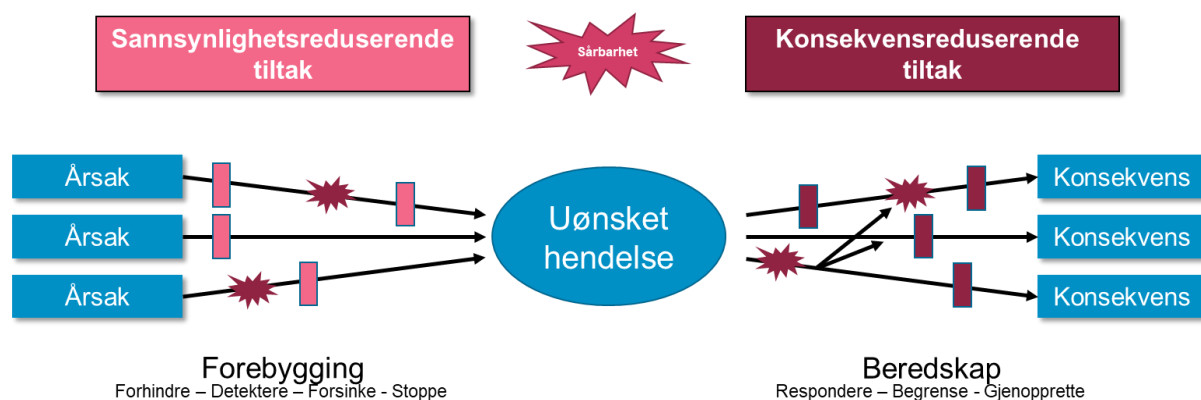 Sannsynlighetsreduserende
tiltak
Sårbarhet
Konsekvensreduserende
tiltak
Årsak
Årsak
Årsak
Uønsket
hendelse
Konsekvens
Konsekvens
Konsekvens
Forebygging
Forhindre – Detektere – Forsinke - Stoppe
Beredskap
Respondere – Begrense - Gjenopprette